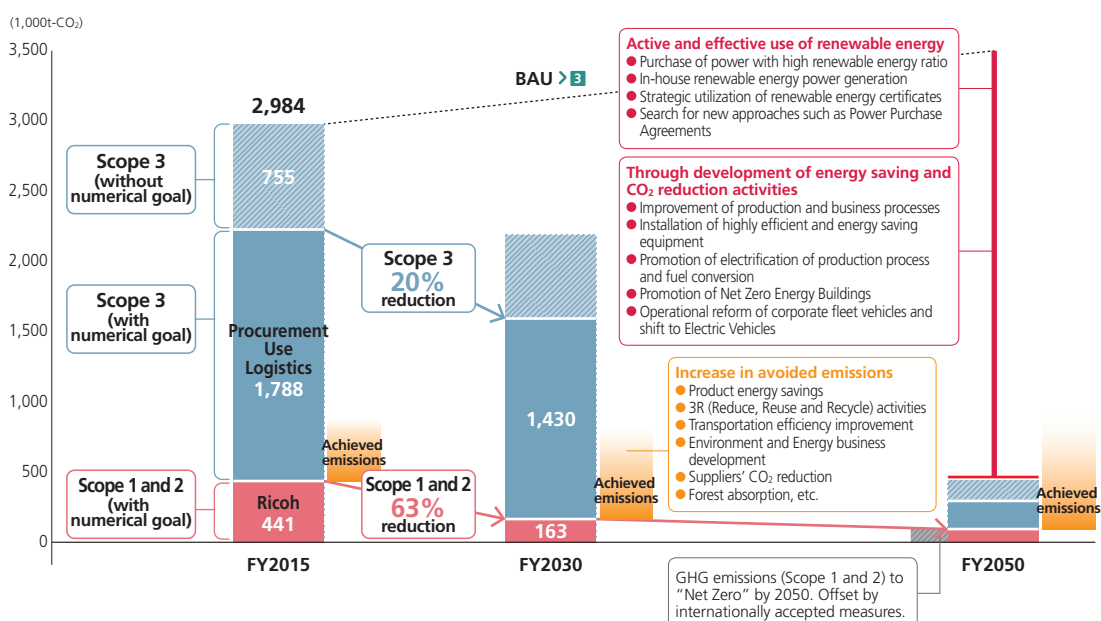 (1,000t-CO₂)
3,500
3,000
2,500
2,000
1,500
1,000
500
0
2,984
755
Procurement
Use
Logistics
1,788
Ricoh
441
FY2015
Scope 3
(without
numerical goal)
Scope 3
(with
numerical goal)
Scope 1 and 2
(with
numerical goal)
Achieved
emissions
Scope 3
20%
reduction
Scope 1 and 2
63%
reduction
BAU > 3
1,430
163
FY2030
Achieved
emissions
Active and effective use of renewable energy
● Purchase of power with high renewable energy ratio
● In-house renewable energy power generation
● Strategic utilization of renewable energy certificates
● Search for new approaches such as Power Purchase
Agreements
Through development of energy saving and
CO₂ reduction activities
● Improvement of production and business processes
● Installation of highly efficient and energy saving
equipment
● Promotion of electrification of production process
and fuel conversion
● Promotion of Net Zero Energy Buildings
● Operational reform of corporate fleet vehicles and
shift to Electric Vehicles
Increase in avoided emissions
● Product energy savings
● 3R (Reduce, Reuse and Recycle) activities
● Transportation efficiency improvement
● Environment and Energy business
development
● Suppliers' CO₂ reduction
● Forest absorption, etc.
Achieved
emissions
FY2050
GHG emissions (Scope 1 and 2) to
“Net Zero” by 2050. Offset by
internationally accepted measures.